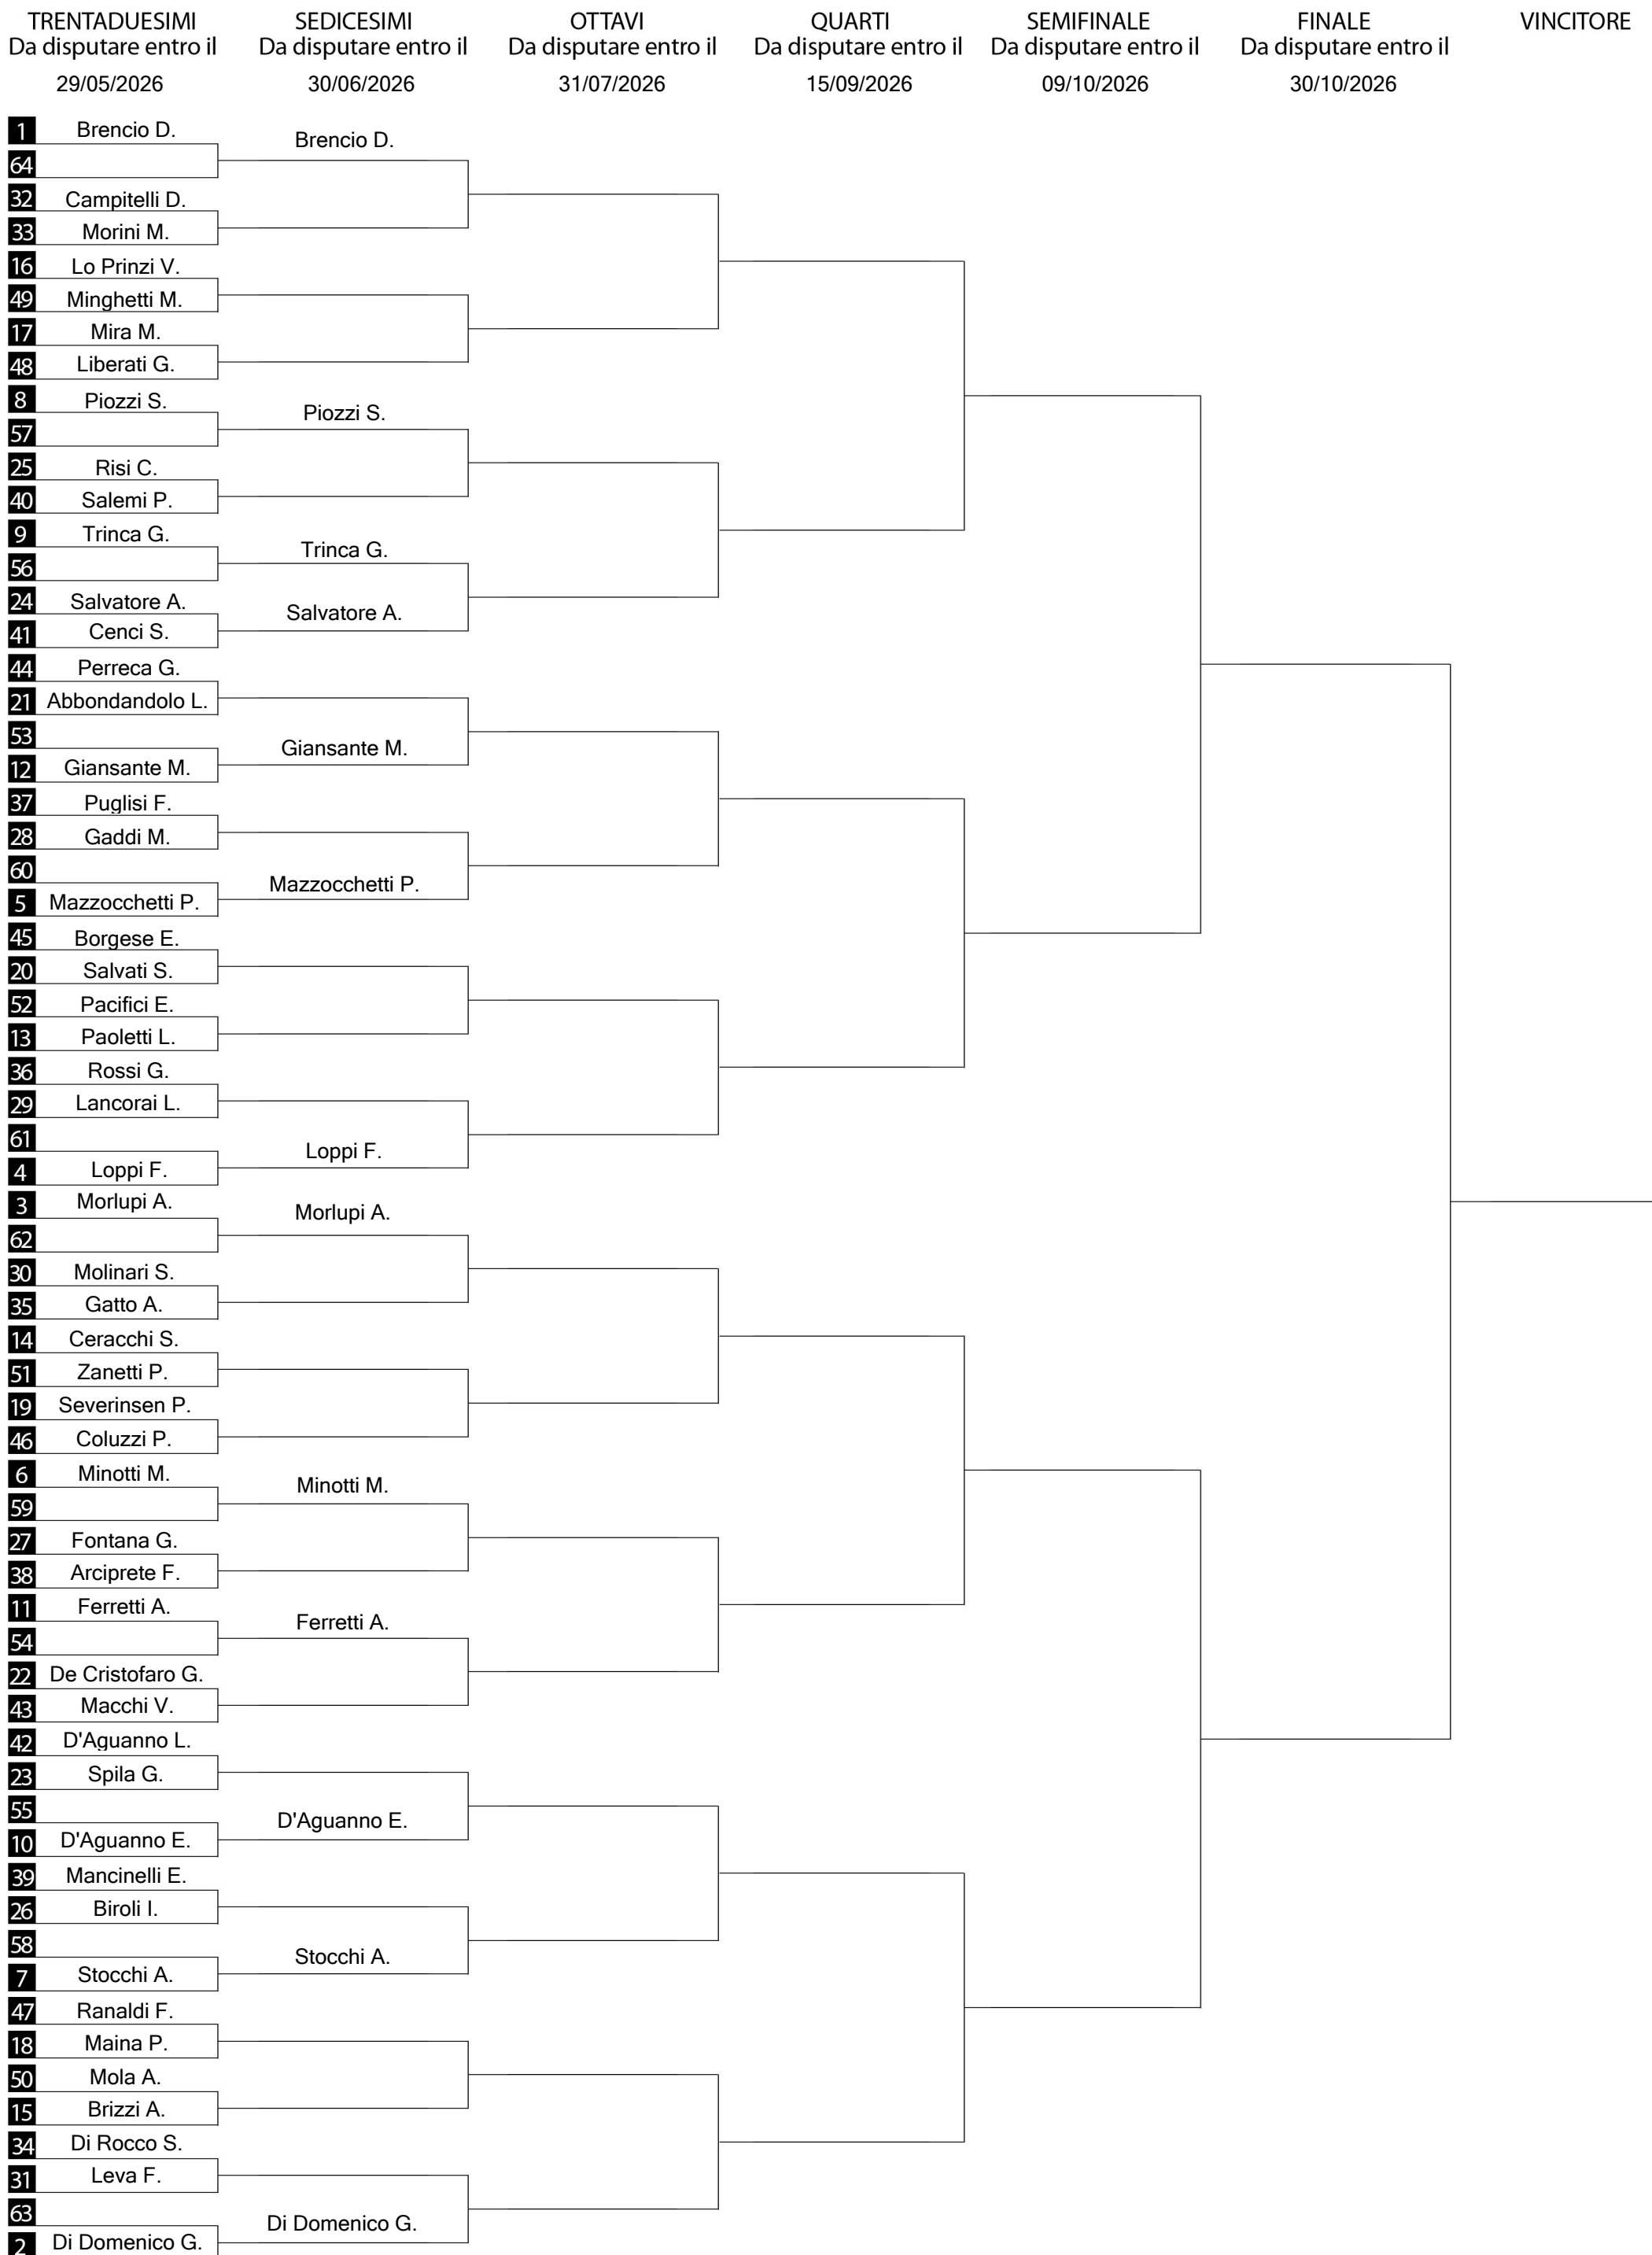 TRENTADUESIMI SEDICESIMI OTTAVI QUARTI SEMIFINALE FINALE VINCITORE
Da disputare entro il Da disputare entro il Da disputare entro il Da disputare entro il Da disputare entro il Da disputare entro il
29/05/2026 30/06/2026 31/07/2026 15/09/2026 09/10/2026 30/10/2026
1 Brencio D.
Brencio D.
64
32 Campitelli D.
33 Morini M.
16 Lo Prinzi V.
49 Minghetti M.
17 Mira M.
48 Liberati G.
8 Piozzi S.
Piozzi S.
57
25 Risi C.
40 Salemi P.
9 Trinca G.
Trinca G.
56
24 Salvatore A.
Salvatore A.
41 Cenci S.
44 Perreca G.
21 Abbondandolo L.
53
Giansante M.
12 Giansante M.
37 Puglisi F.
28 Gaddi M.
60
Mazzocchetti P.
5 Mazzocchetti P.
45 Borgese E.
20 Salvati S.
52 Pacifici E.
13 Paoletti L.
36 Rossi G.
29 Lancorai L.
61
Loppi F.
4 Loppi F.
3 Morlupi A.
Morlupi A.
62
30 Molinari S.
35 Gatto A.
14 Ceracchi S.
51 Zanetti P.
19 Severinsen P.
46 Coluzzi P.
6 Minotti M.
Minotti M.
59
27 Fontana G.
38 Arciprete F.
11 Ferretti A.
Ferretti A.
54
22 De Cristofaro G.
43 Macchi V.
42 D'Aguanno L.
23 Spila G.
55
D'Aguanno E.
10 D'Aguanno E.
39 Mancinelli E.
26 Biroli I.
58
Stocchi A.
7 Stocchi A.
47 Ranaldi F.
18 Maina P.
50 Mola A.
15 Brizzi A.
34 Di Rocco S.
31 Leva F.
63
Di Domenico G.
2 Di Domenico G.